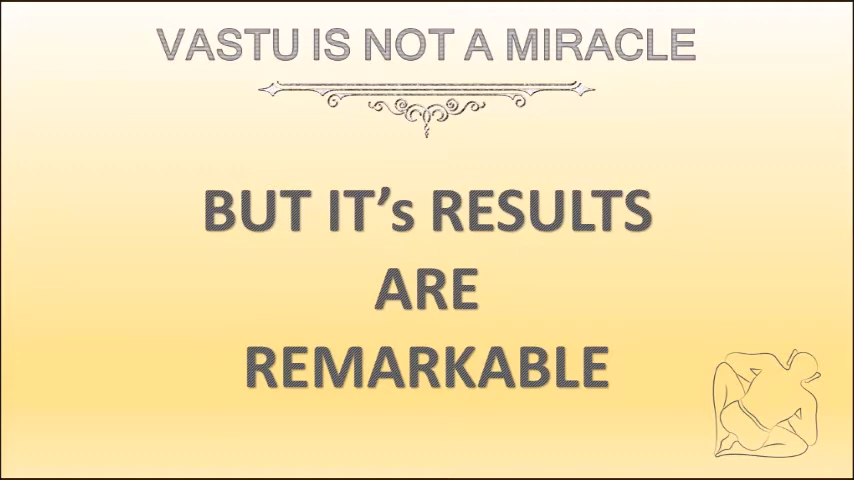 VASTU IS NOT A MIRACLE
BUT IT’s RESULTS
ARE
REMARKABLE